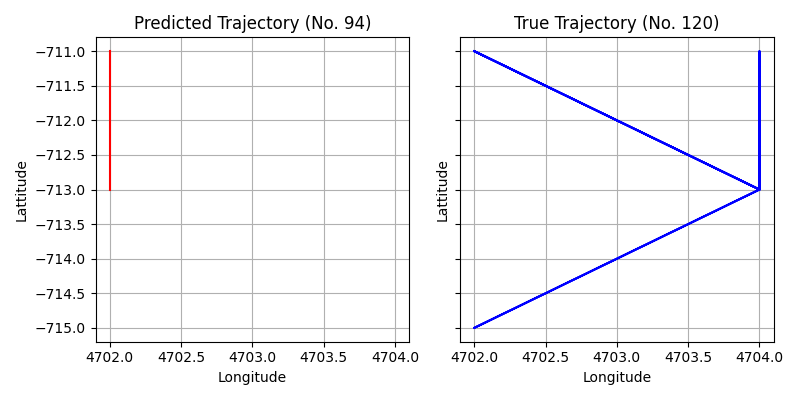 Predicted Trajectory (No. 94)
True Trajectory (No. 120)
−711.0
−711.5
−712.0
−712.5
−713.0
−713.5
−714.0
−714.5
−715.0
Lattitude
Lattitude
4702.0 4702.5 4703.0 4703.5 4704.0
4702.0 4702.5 4703.0 4703.5 4704.0
Longitude
Longitude